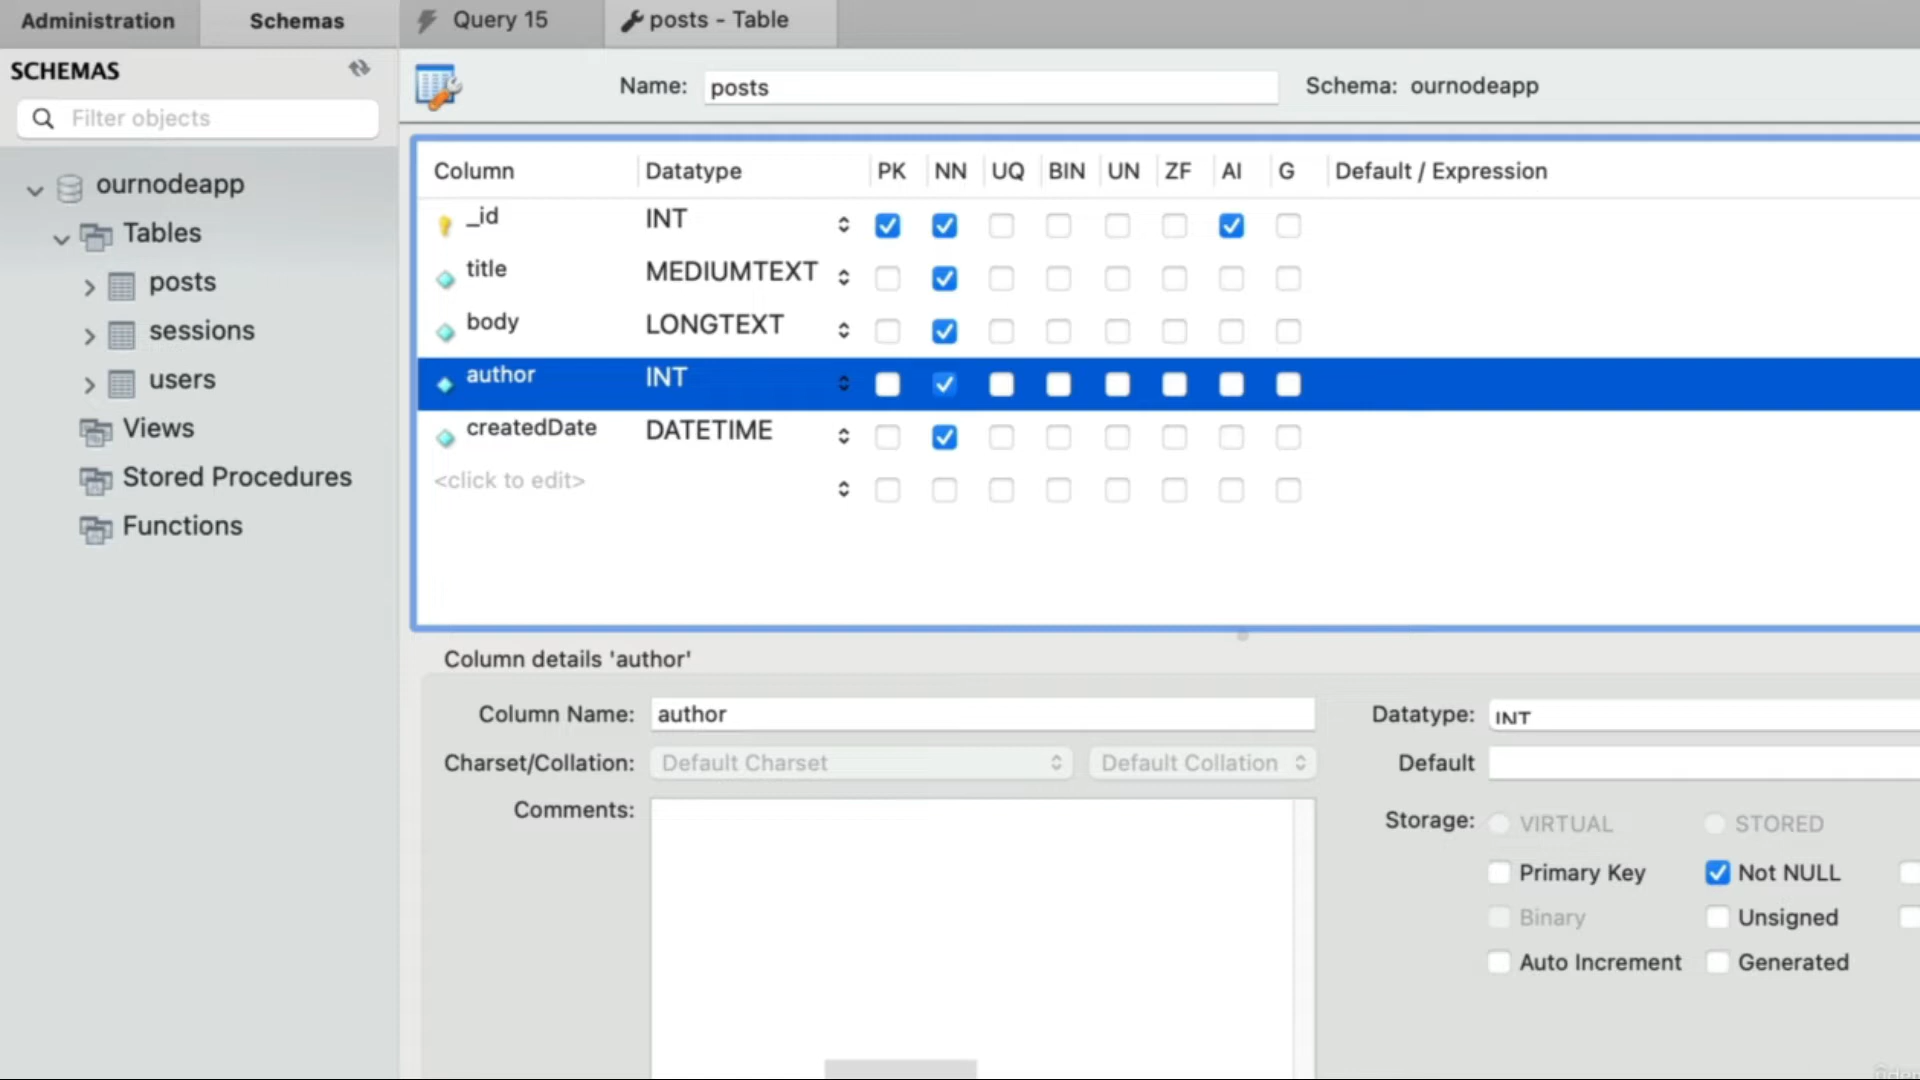 Administration
Schemas
Query 15
posts - Table
SCHEMAS
Filter objects
ournodeapp
Tables
posts
sessions
users
Views
Stored Procedures
Functions
Name: posts
Schema: ournodeapp
Column Datatype PK NN UQ BIN UN ZF AI G Default / Expression
_id INT
title MEDIUMTEXT
body LONGTEXT
author INT
createdDate DATETIME
<click to edit>
Column details 'author'
Column Name: author
Charset/Collation: Default Charset Default Collation
Comments:
Datatype: INT
Default
Storage: VIRTUAL STORED
Primary Key Not NULL
Binary Unsigned
Auto Increment Generated